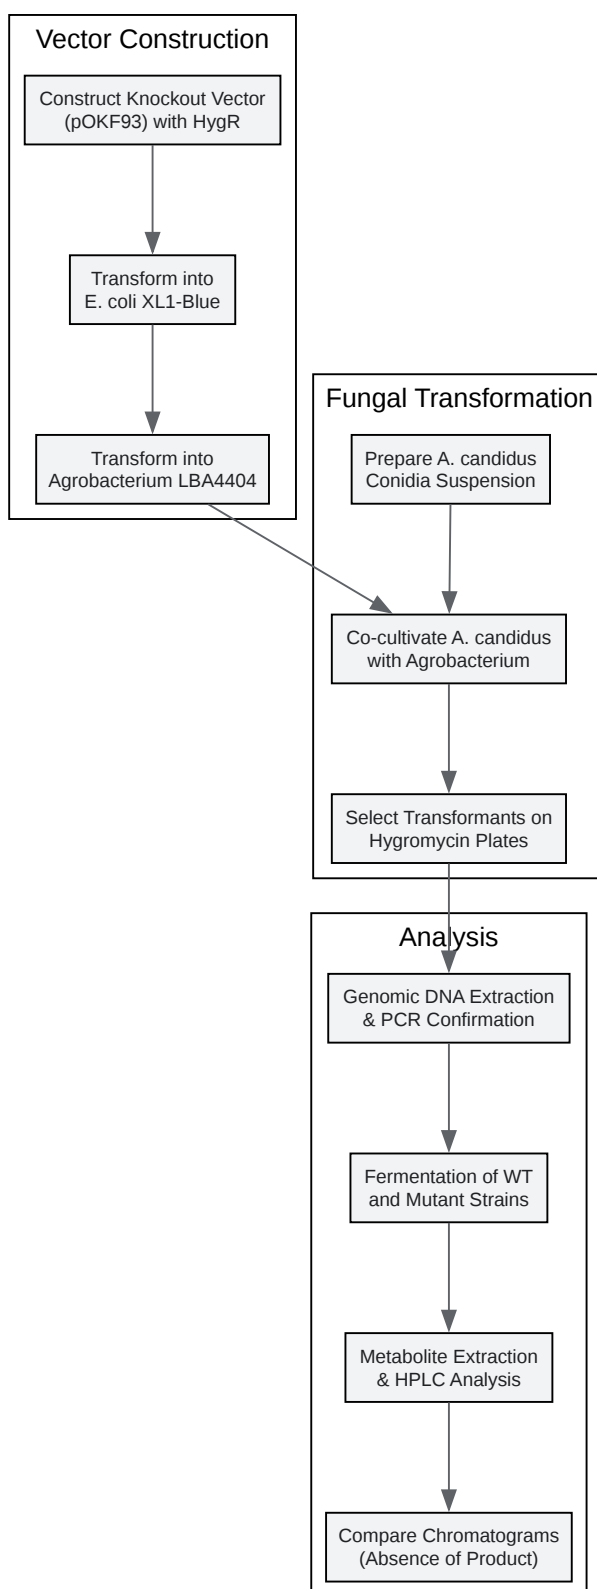 Vector Construction
Construct Knockout Vector
(pOKF93) with HygR
Transform into
E. coli XL1-Blue
Transform into
Agrobacterium LBA4404
Fungal Transformation
Prepare A. candidus
Conidia Suspension
Co-cultivate A. candidus
with Agrobacterium
Select Transformants on
Hygromycin Plates
Analysis
Genomic DNA Extraction
& PCR Confirmation
Fermentation of WT
and Mutant Strains
Metabolite Extraction
& HPLC Analysis
Compare Chromatograms
(Absence of Product)